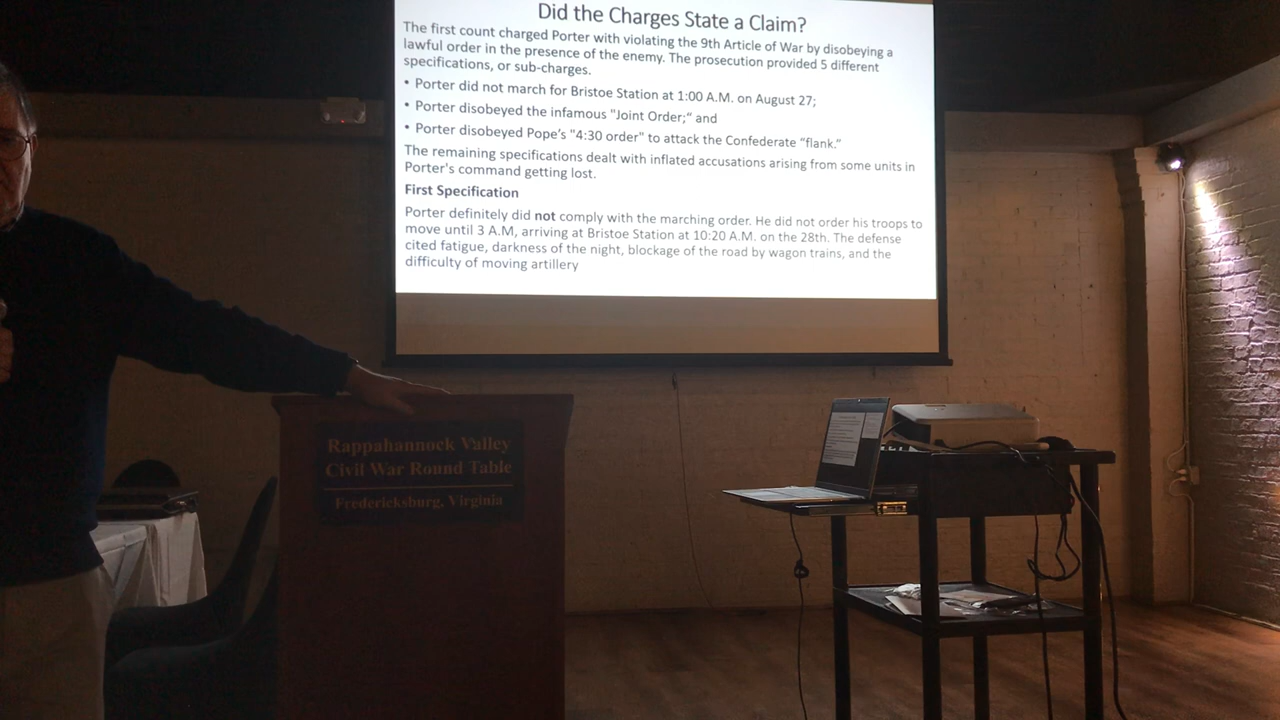 Did the Charges State a Claim?
The first count charged Porter with violating the 9th Article of War by disobeying a
lawful order in the presence of the enemy. The prosecution provided 5 different
specifications, or sub-charges.
• Porter did not march for Bristoe Station at 1:00 A.M. on August 27;
• Porter disobeyed the infamous "Joint Order;“ and
• Porter disobeyed Pope’s "4:30 order" to attack the Confederate “flank.”
The remaining specifications dealt with inflated accusations arising from some units in
Porter's command getting lost.
First Specification
Porter definitely did not comply with the marching order. He did not order his troops to
move until 3 A.M, arriving at Bristoe Station at 10:20 A.M. on the 28th. The defense
cited fatigue, darkness of the night, blockage of the road by wagon trains, and the
difficulty of moving artillery
Rappahannock Valley
Civil War Round Table
Fredericksburg, Virginia